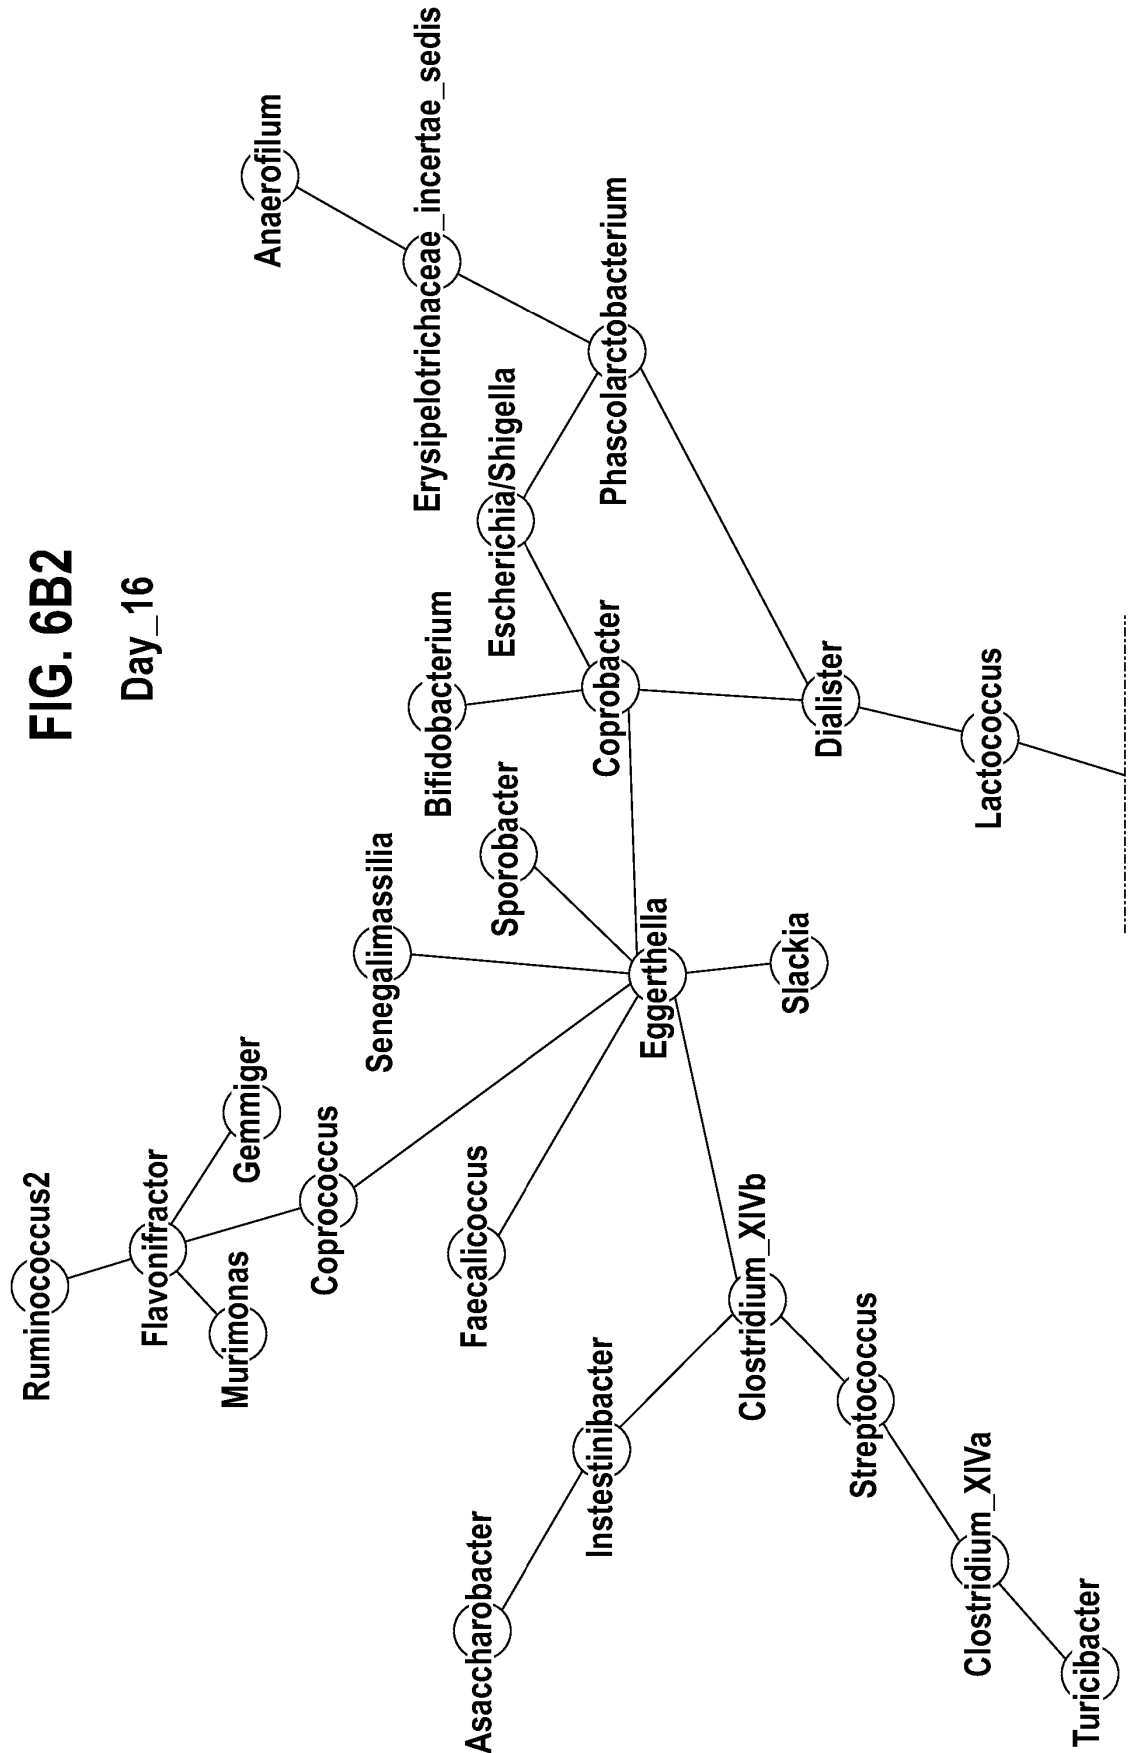 FIG. 6B2
Day_16
Anaerofilum
Ruminococcus2
Flavonifractor
Gemmiger
Murimonas
Coprococcus
Senegalimassilia
Bifidobacterium
Erysipelotrichaceae_incertae_sedis
Asaccharobacter
Faecalicoccus
Sporobacter
Escherichia/Shigella
Instestinibacter
Eggerthella
Coprobacter
Phascolarctobacterium
Clostridium_XIVb
Slackia
Dialister
Streptococcus
Clostridium_XIVa
Lactococcus
Turicibacter